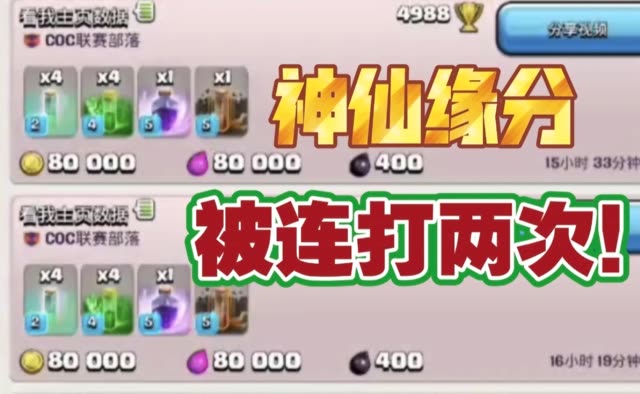 看我主页数据
4988
分享视频
COC联赛部落
x4 x4 x1 x1
神仙缘分
2 4 5 5
80 000 80 000 400
15小时 33分钟
看我主页数据
被连打两次!
COC联赛部落
x4 x4 x1 x1
2 4 5 5
80 000 80 000 400
16小时 19分钟